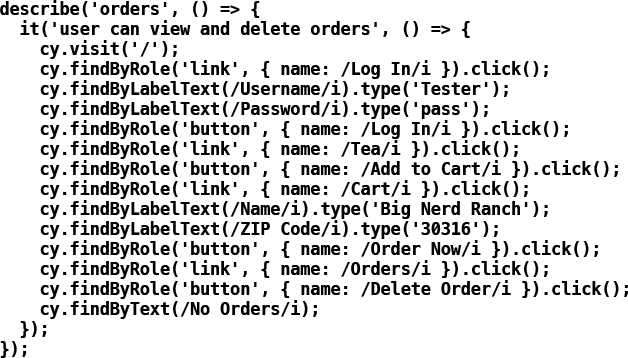 describe('orders', () => {
  it('user can view and delete orders', () => {
    cy.visit('/');
    cy.findByRole('link', { name: /Log In/i }).click();
    cy.findByLabelText(/Username/i).type('Tester');
    cy.findByLabelText(/Password/i).type('pass');
    cy.findByRole('button', { name: /Log In/i }).click();
    cy.findByRole('link', { name: /Tea/i }).click();
    cy.findByRole('button', { name: /Add to Cart/i }).click();
    cy.findByRole('link', { name: /Cart/i }).click();
    cy.findByLabelText(/Name/i).type('Big Nerd Ranch');
    cy.findByLabelText(/ZIP Code/i).type('30316');
    cy.findByRole('button', { name: /Order Now/i }).click();
    cy.findByRole('link', { name: /Orders/i }).click();
    cy.findByRole('button', { name: /Delete Order/i }).click();
    cy.findByText(/No Orders/i);
  });
});